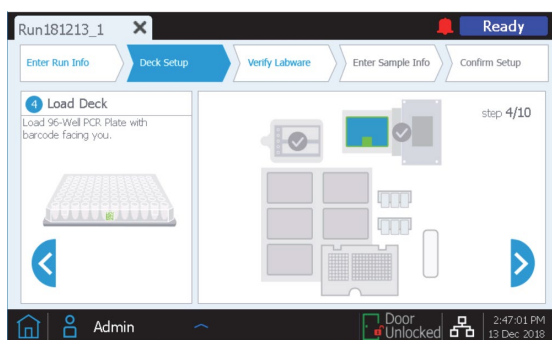 Run181213_1
Ready
Enter Run Info
Deck Setup
Verify Labware
Enter Sample Info
Confirm Setup
4 Load Deck
Load 96-Well PCR Plate with
barcode facing you.
step 4/10
Admin
Door
Unlocked
2:47:01 PM
13 Dec 2018